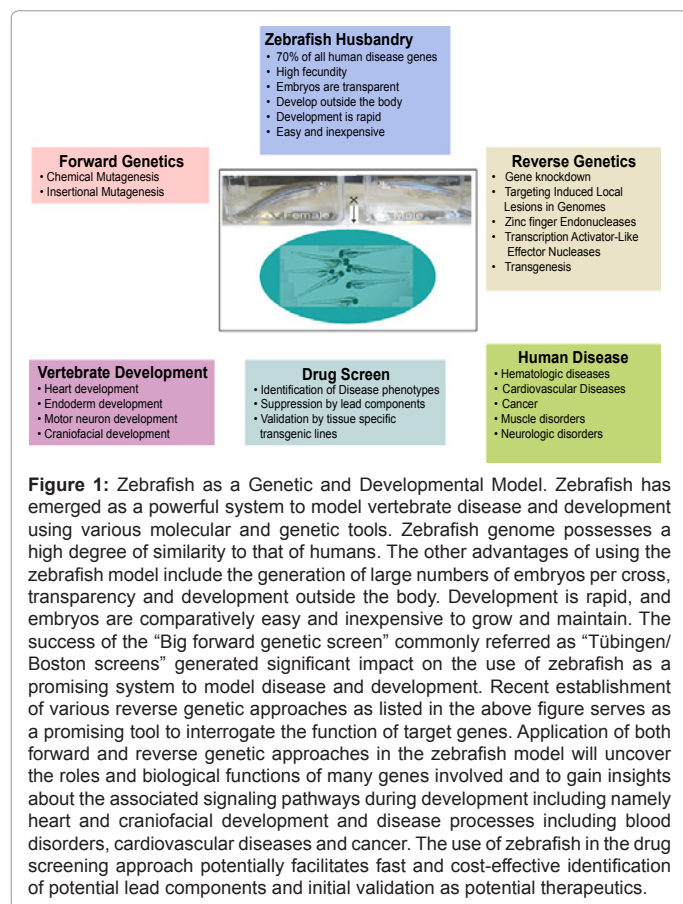 Zebrafish Husbandry
• 70% of all human disease genes
• High fecundity
• Embryos are transparent
• Develop outside the body
• Development is rapid
• Easy and inexpensive
Forward Genetics
• Chemical Mutagenesis
• Insertional Mutagenesis
Reverse Genetics
• Gene knockdown
• Targeting Induced Local
Lesions in Genomes
• Zinc finger Endonucleases
• Transcription Activator-Like
Effector Nucleases
• Transgenesis
Female
×
Male
Vertebrate Development
• Heart development
• Endoderm development
• Motor neuron development
• Craniofacial development
Drug Screen
• Identification of Disease phenotypes
• Suppression by lead components
• Validation by tissue specific
transgenic lines
Human Disease
• Hematologic diseases
• Cardiovascular Diseases
• Cancer
• Muscle disorders
• Neurologic disorders
Figure 1: Zebrafish as a Genetic and Developmental Model. Zebrafish has
emerged as a powerful system to model vertebrate disease and development
using various molecular and genetic tools. Zebrafish genome possesses a
high degree of similarity to that of humans. The other advantages of using the
zebrafish model include the generation of large numbers of embryos per cross,
transparency and development outside the body. Development is rapid, and
embryos are comparatively easy and inexpensive to grow and maintain. The
success of the “Big forward genetic screen” commonly referred as “Tübingen/
Boston screens” generated significant impact on the use of zebrafish as a
promising system to model disease and development. Recent establishment
of various reverse genetic approaches as listed in the above figure serves as
a promising tool to interrogate the function of target genes. Application of both
forward and reverse genetic approaches in the zebrafish model will uncover
the roles and biological functions of many genes involved and to gain insights
about the associated signaling pathways during development including namely
heart and craniofacial development and disease processes including blood
disorders, cardiovascular diseases and cancer. The use of zebrafish in the drug
screening approach potentially facilitates fast and cost-effective identification
of potential lead components and initial validation as potential therapeutics.